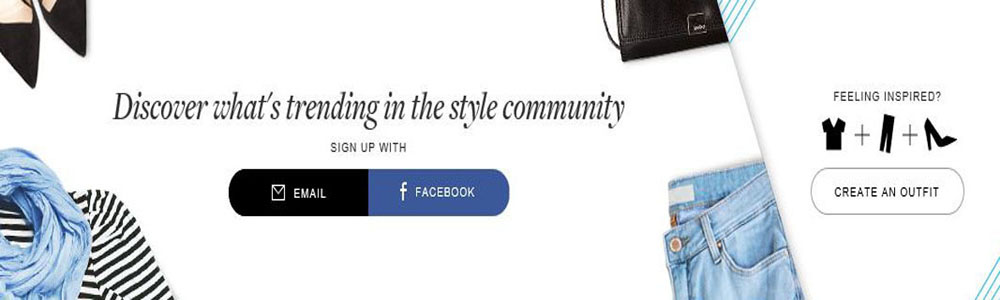 Discover what's trending in the style community
SIGN UP WITH
EMAIL
FACEBOOK
FEELING INSPIRED?
CREATE AN OUTFIT